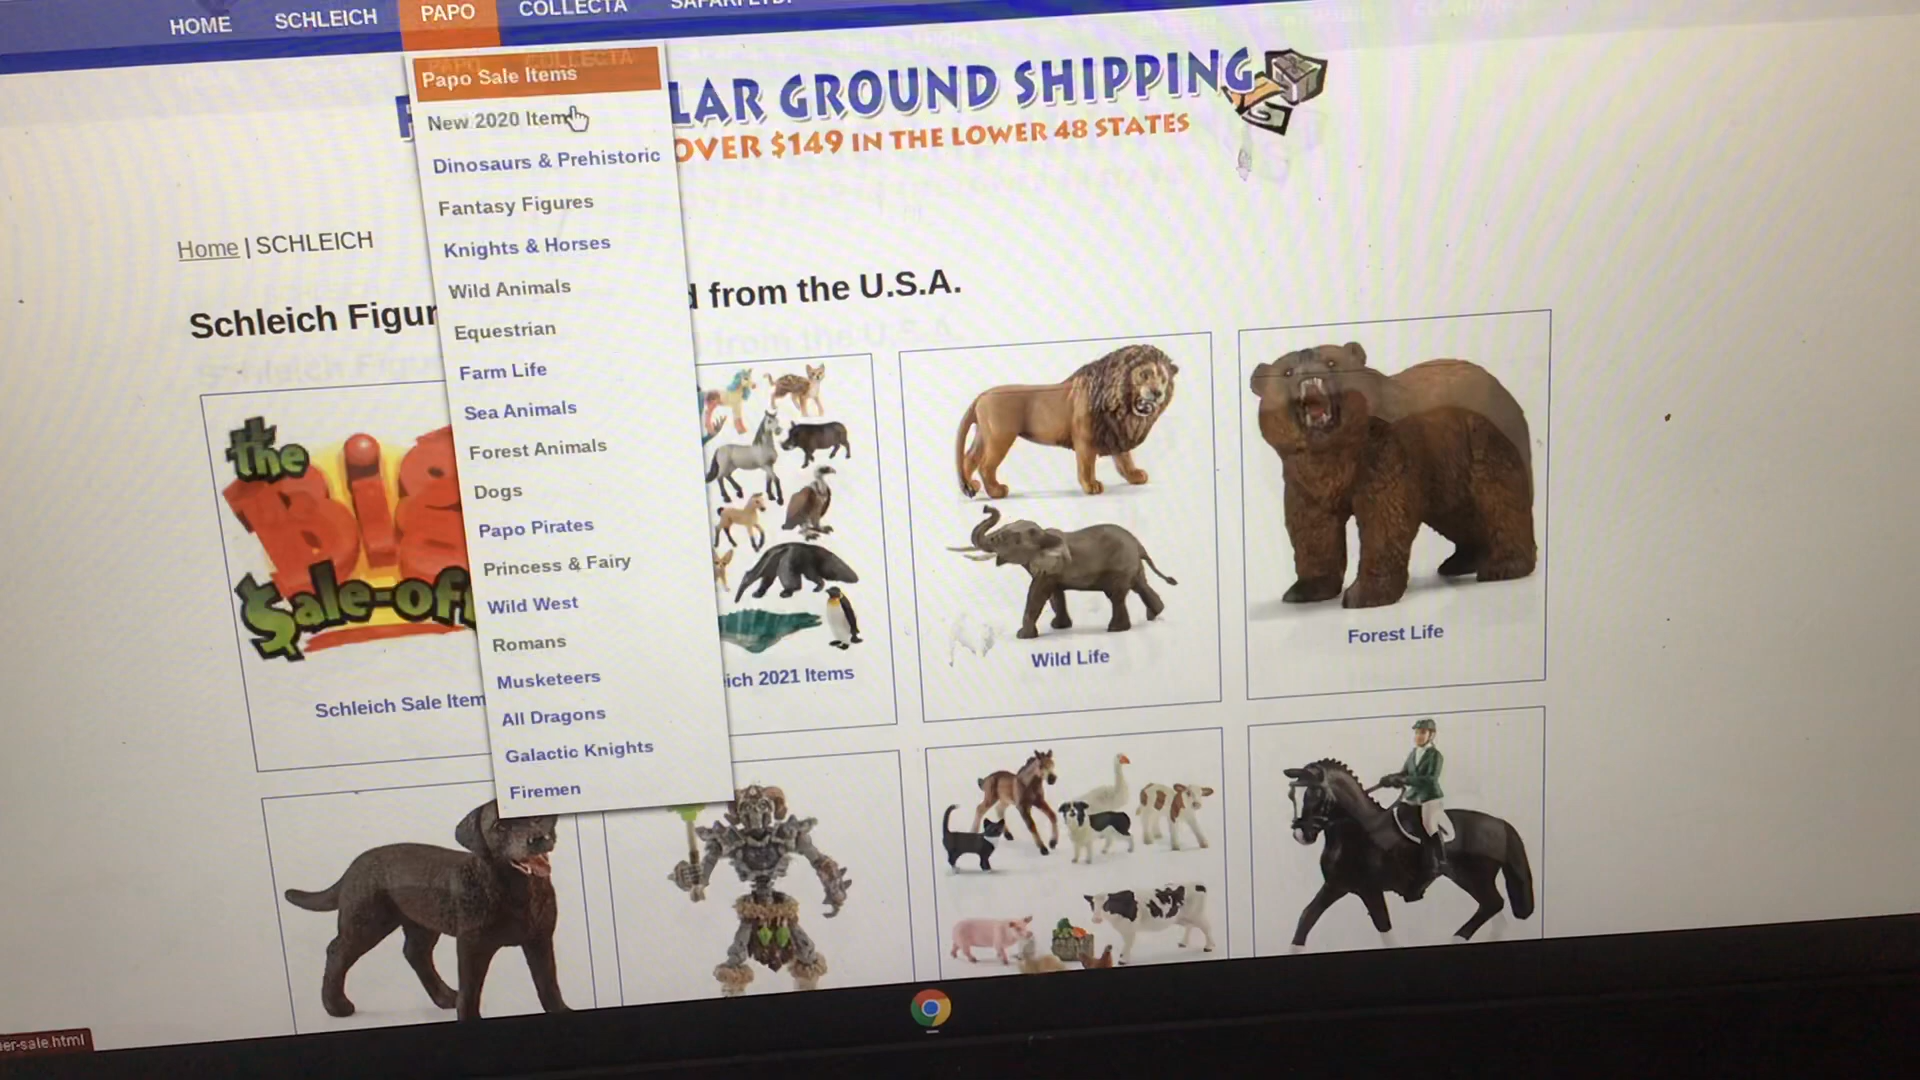 HOME SCHLEICH PAPO COLLECTA
Papo Sale Items
New 2020 Item
Dinosaurs & Prehistoric
Fantasy Figures
Knights & Horses
Wild Animals
Equestrian
Farm Life
Sea Animals
Forest Animals
Dogs
Papo Pirates
Princess & Fairy
Wild West
Romans
Musketeers
All Dragons
Galactic Knights
Firemen
LAR GROUND SHIPPING
OVER $149 IN THE LOWER 48 STATES
Home | SCHLEICH
Schleich Figur from the U.S.A.
the
BIG
Sale-off
Schleich Sale Item
ich 2021 Items
Wild Life
Forest Life
er-sale.html